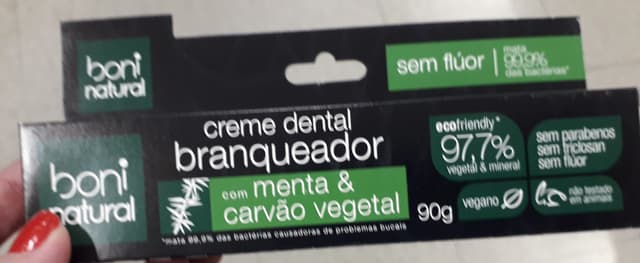 boni
natural
sem flúor
mata
99,9%
das bactérias*
boni
natural
creme dental
branqueador
com menta &
carvão vegetal
*mata 99,9% das bactérias causadoras de problemas bucais
90g
ecofriendly*
97,7%
vegetal & mineral
sem parabenos
sem triclosan
sem flúor
vegano
não testado
em animais